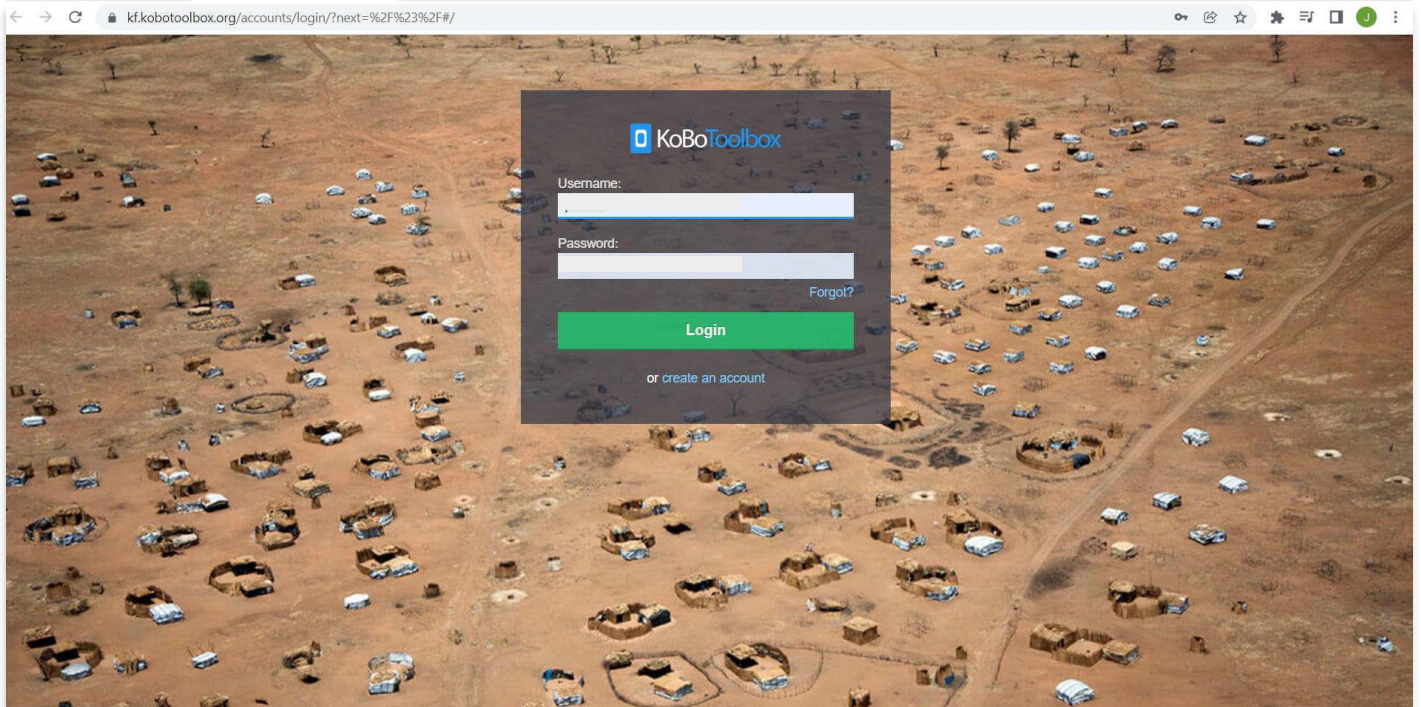 kf.kobotoolbox.org/accounts/login/?next=%2F%23%2F#/
J
KoBoToolbox
Username:
Password:
Forgot?
Login
or create an account